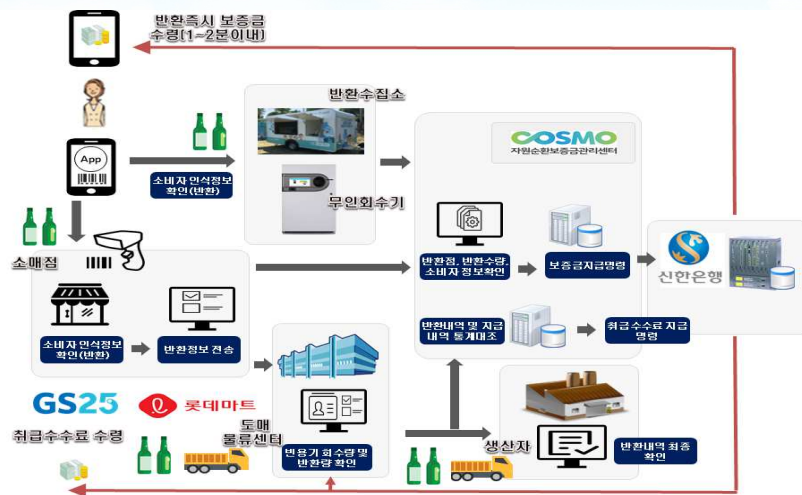 반환즉시 보증금
수령(1~2분이내)
반환수집소
COSMO
자원순환보증금관리센터
App
소비자 인식정보
확인(반환)
무인회수기
소매점
반환점, 반환수량,
소비자 정보확인
보증금지급명령
신한은행
소비자 인식정보
확인(반환)
반환정보 전송
반환내역 및 지급
내역 통계대조
취급 수수료 지급
명령
GS25
롯데마트
취급수수료 수령
도매
물류센터
빈용기 회수량 및
반환량 확인
생산자
반환내역 최종
확인